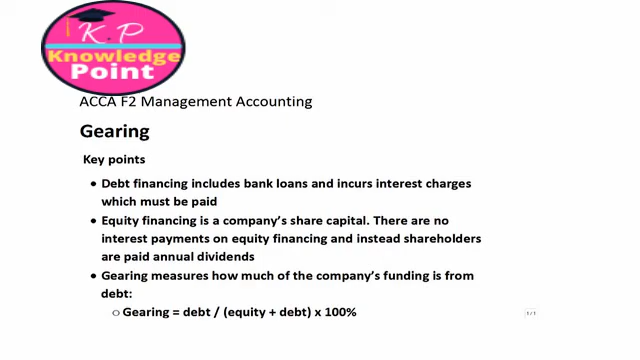 K.P
Knowledge
Point
ACCA F2 Management Accounting
Gearing
Key points
• Debt financing includes bank loans and incurs interest charges
which must be paid
• Equity financing is a company's share capital. There are no
interest payments on equity financing and instead shareholders
are paid annual dividends
• Gearing measures how much of the company's funding is from
debt:
o Gearing = debt / (equity + debt) x 100%
1 / 1